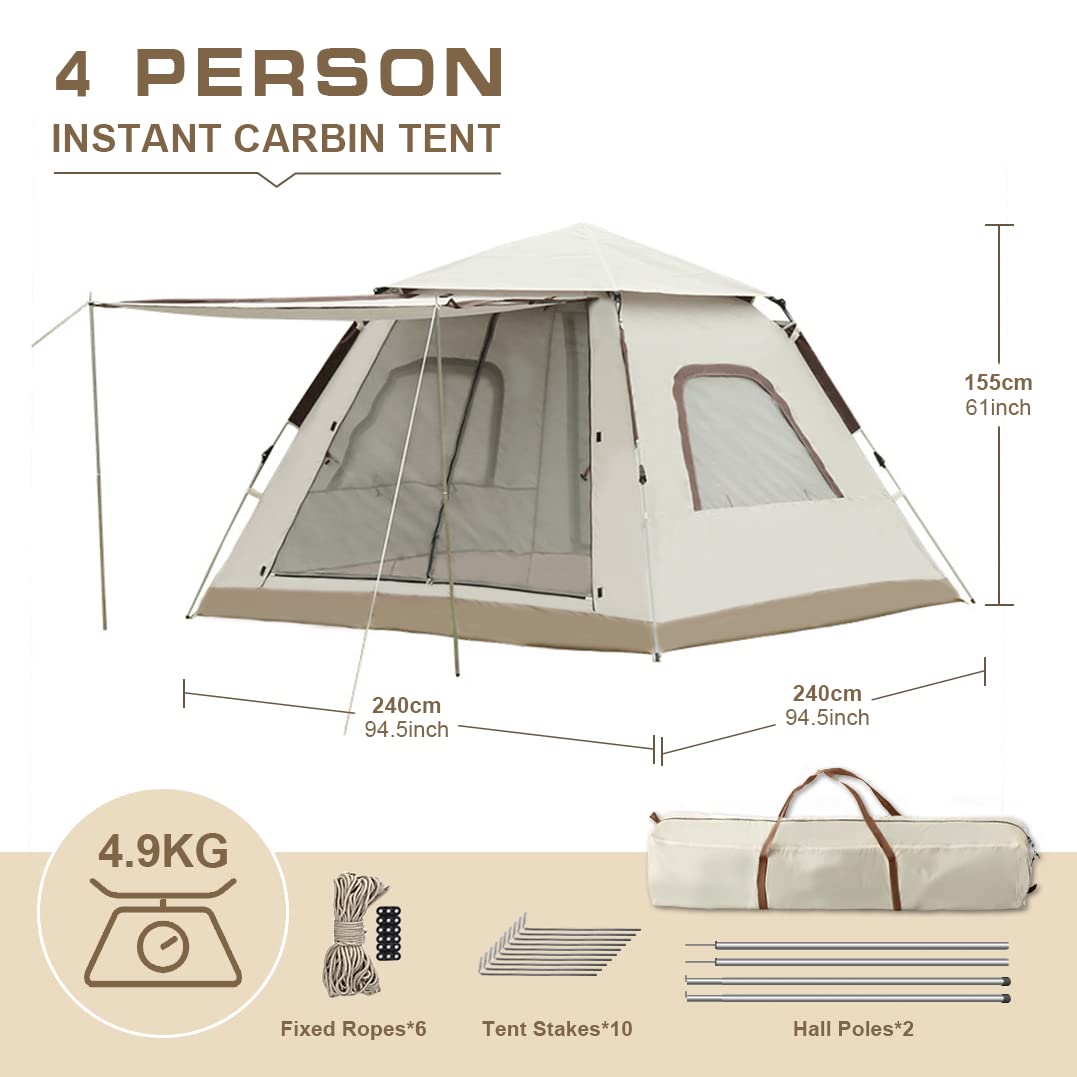 4 PERSON
INSTANT CARBIN TENT
155cm
61inch
240cm
94.5inch
240cm
94.5inch
4.9KG
Fixed Ropes*6
Tent Stakes*10
Hall Poles*2